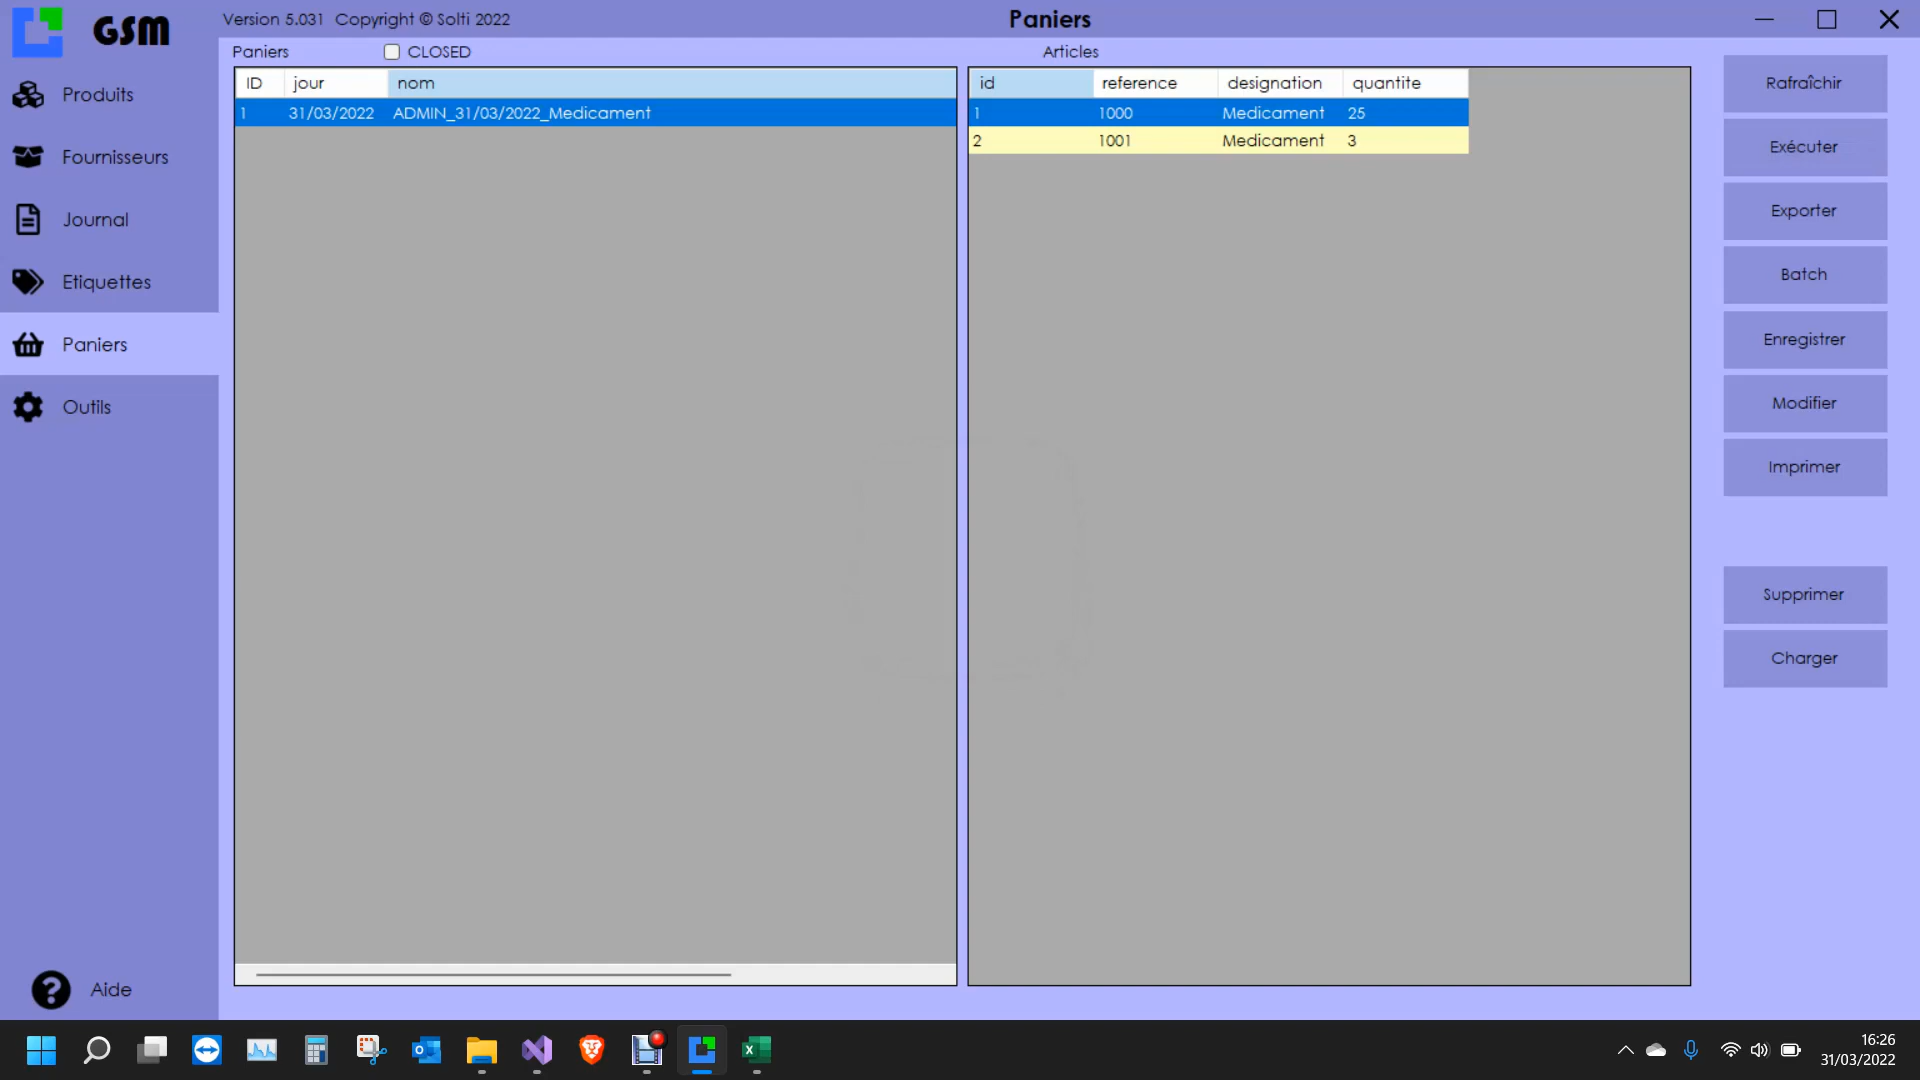 GSM
Version 5.031 Copyright © Solti 2022
Paniers
Produits
Fournisseurs
Journal
Etiquettes
Paniers
Outils
Aide
Paniers
CLOSED
ID jour nom
1 31/03/2022 ADMIN_31/03/2022_Medicament
Articles
id reference designation quantite
1 1000 Medicament 25
2 1001 Medicament 3
Rafraîchir
Exécuter
Exporter
Batch
Enregistrer
Modifier
Imprimer
Supprimer
Charger
16:26
31/03/2022